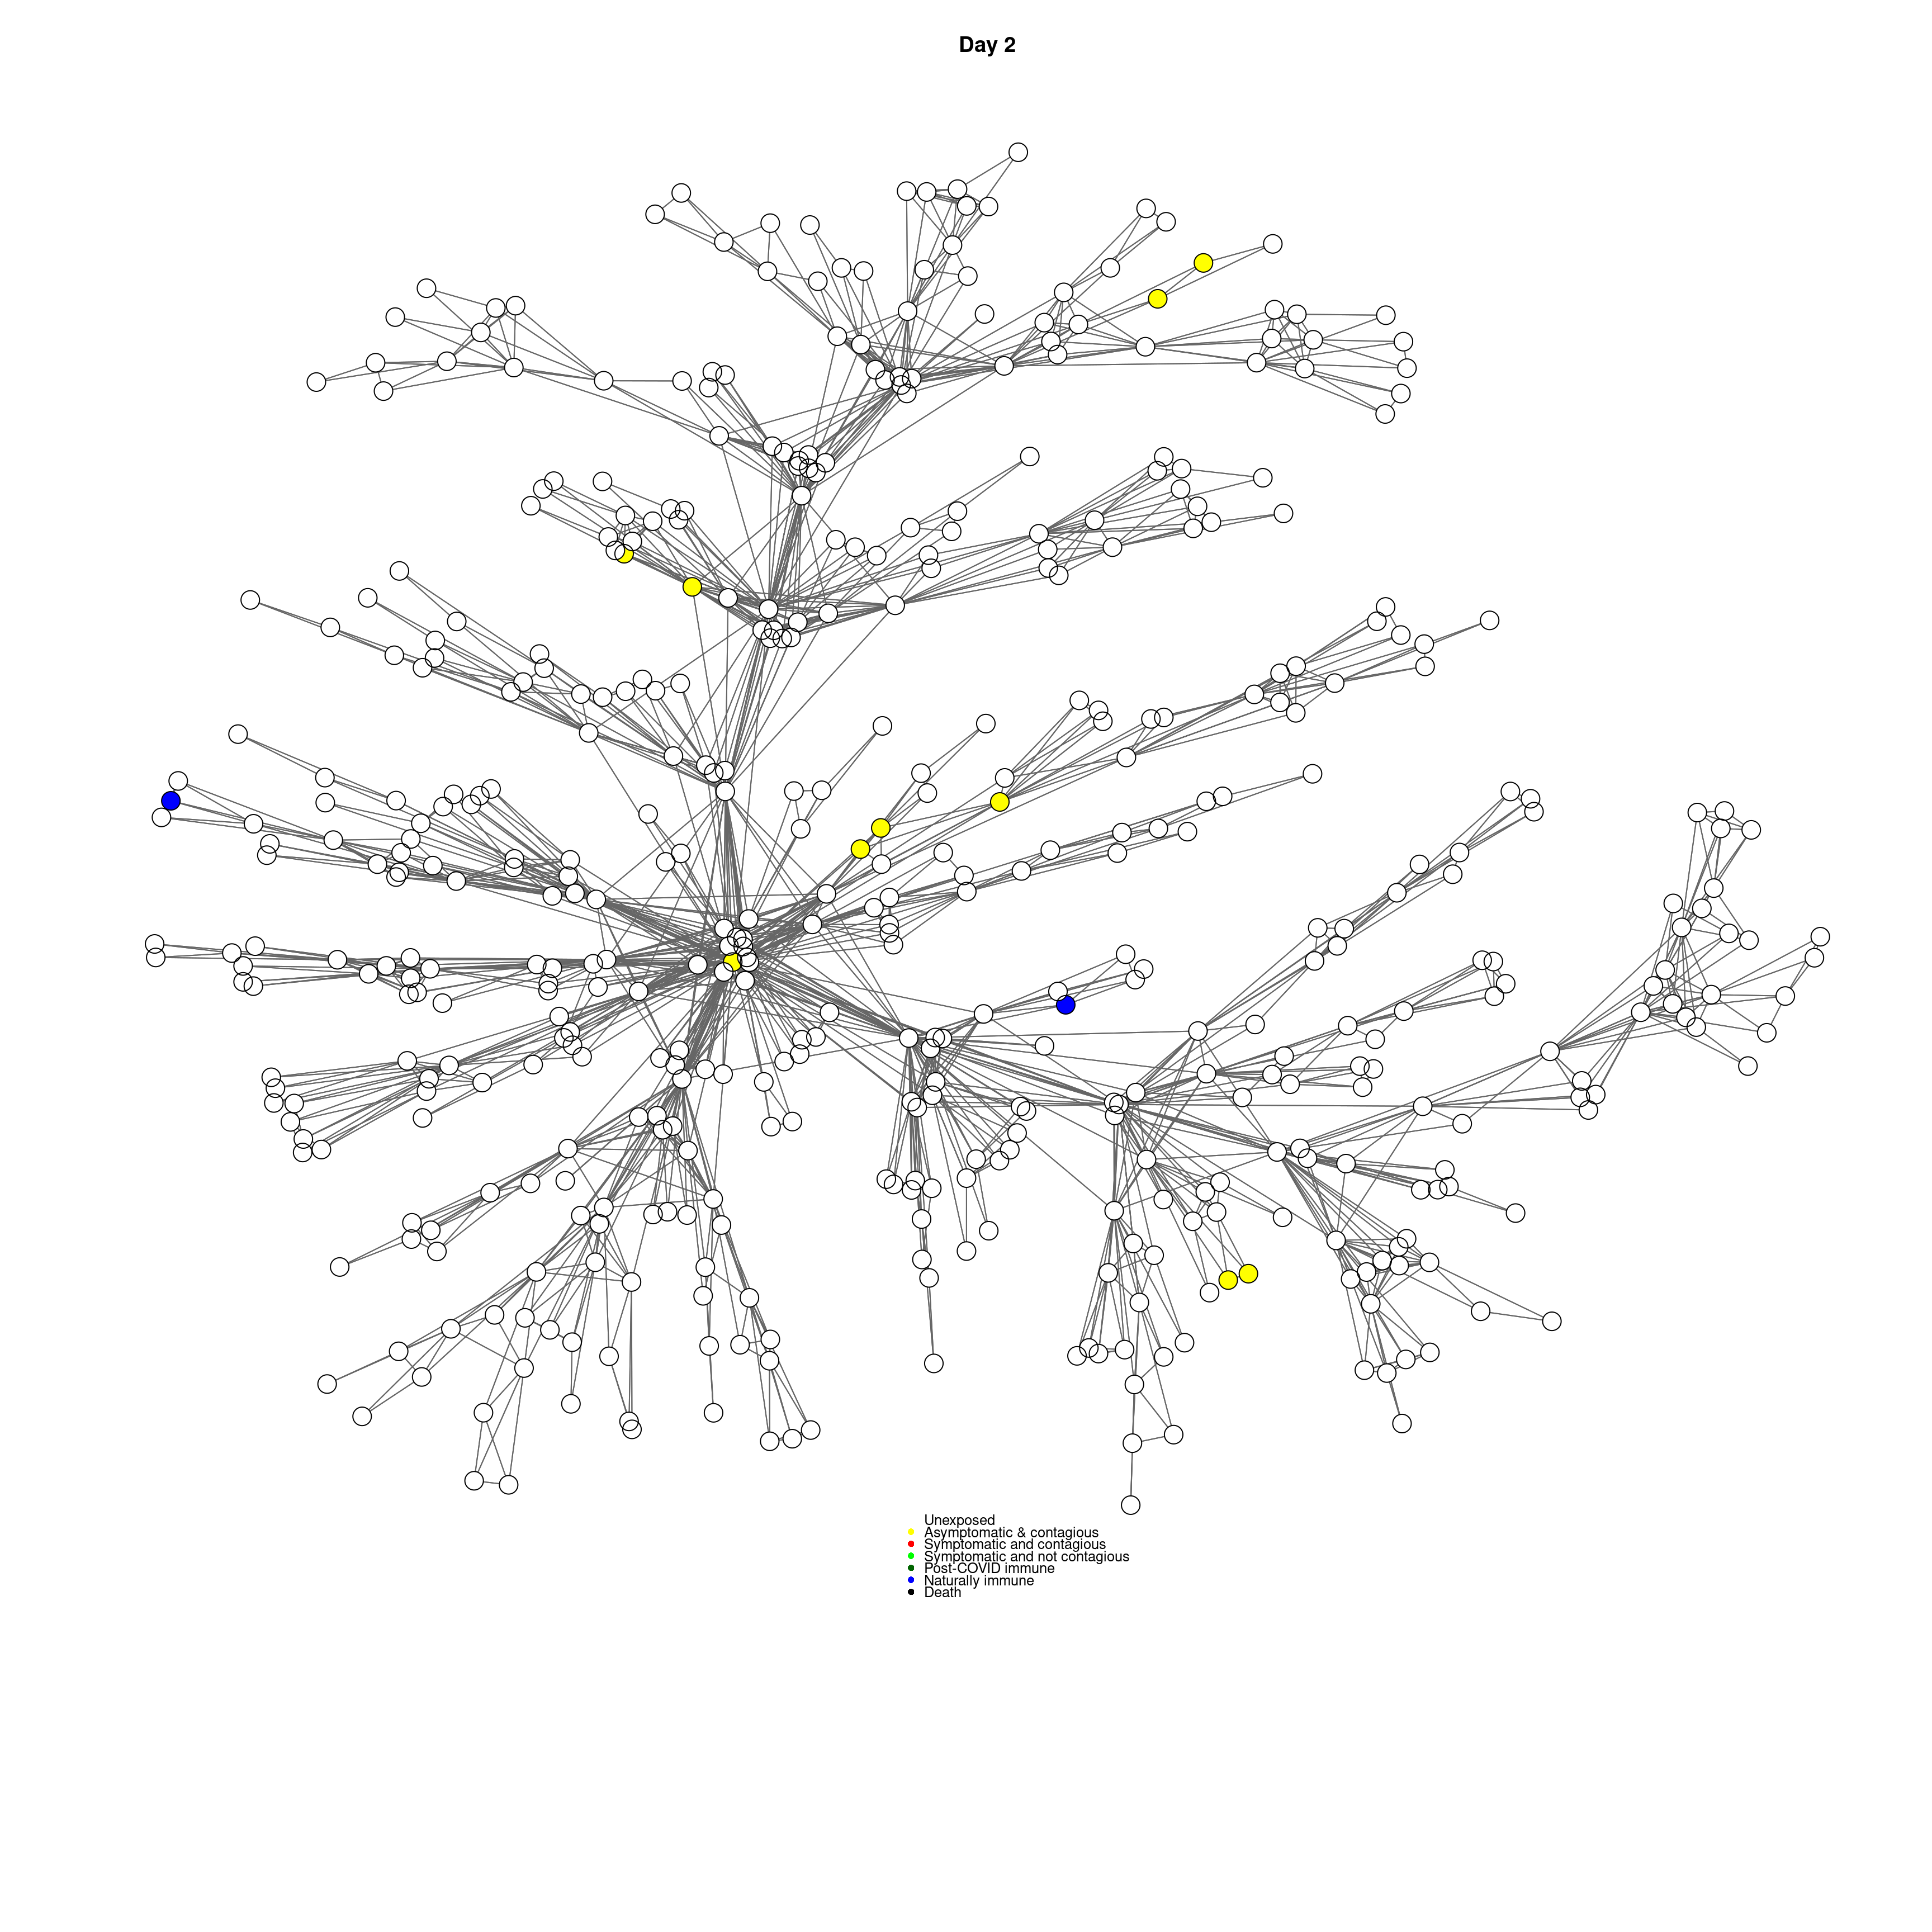 Day 2
Unexposed
Asymptomatic & contagious
Symptomatic and contagious
Symptomatic and not contagious
Post-COVID immune
Naturally immune
Death